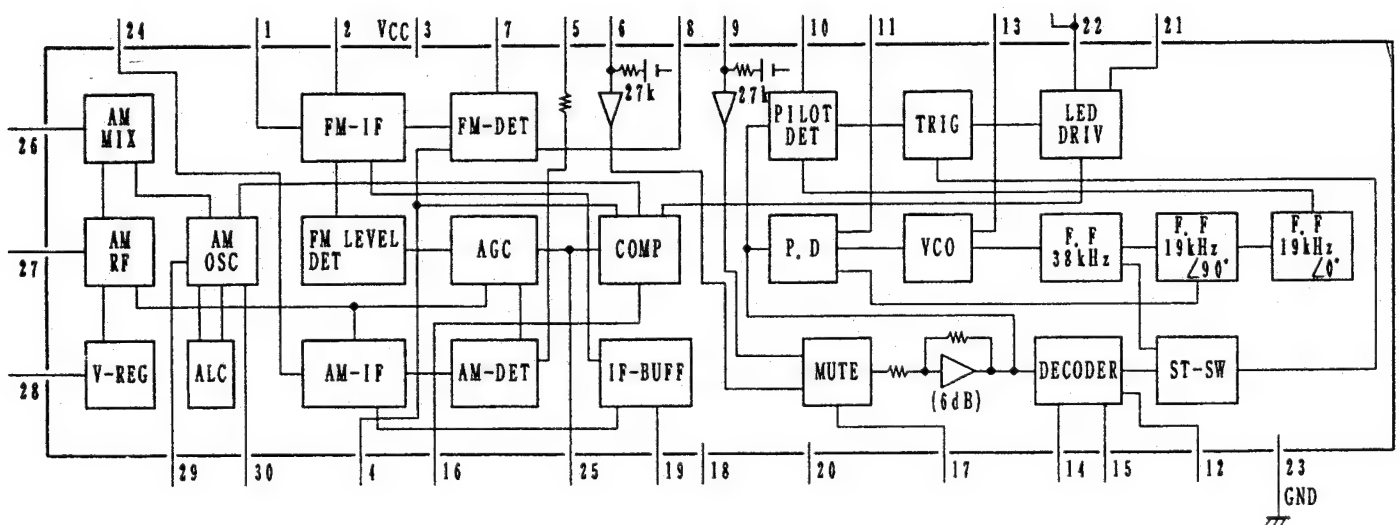 24 1 2 VCC 3 7 5 6 8 9 10 11 13 22 21
27k 27k
26
AM
MIX
FM-IF
FM-DET
PILOT
DET
TRIG
LED
DRIV
27
AM
RF
AM
OSC
FM LEVEL
DET
AGC
COMP
P.D
VCO
F.F
38kHz
F.F
19kHz
∠90°
F.F
19kHz
∠0°
28
V-REG
ALC
AM-IF
AM-DET
IF-BUFF
MUTE
(6dB)
DECODER
ST-SW
29 30 4 16 25 19 18 20 17 14 15 12 23
GND